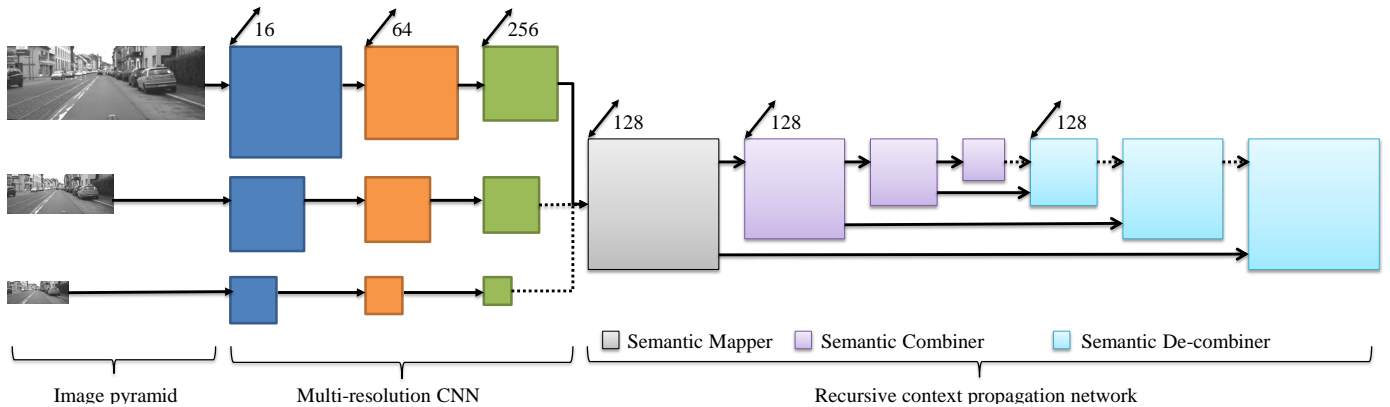 16 64 256
128 128 128
Semantic Mapper Semantic Combiner Semantic De-combiner
Image pyramid Multi-resolution CNN Recursive context propagation network